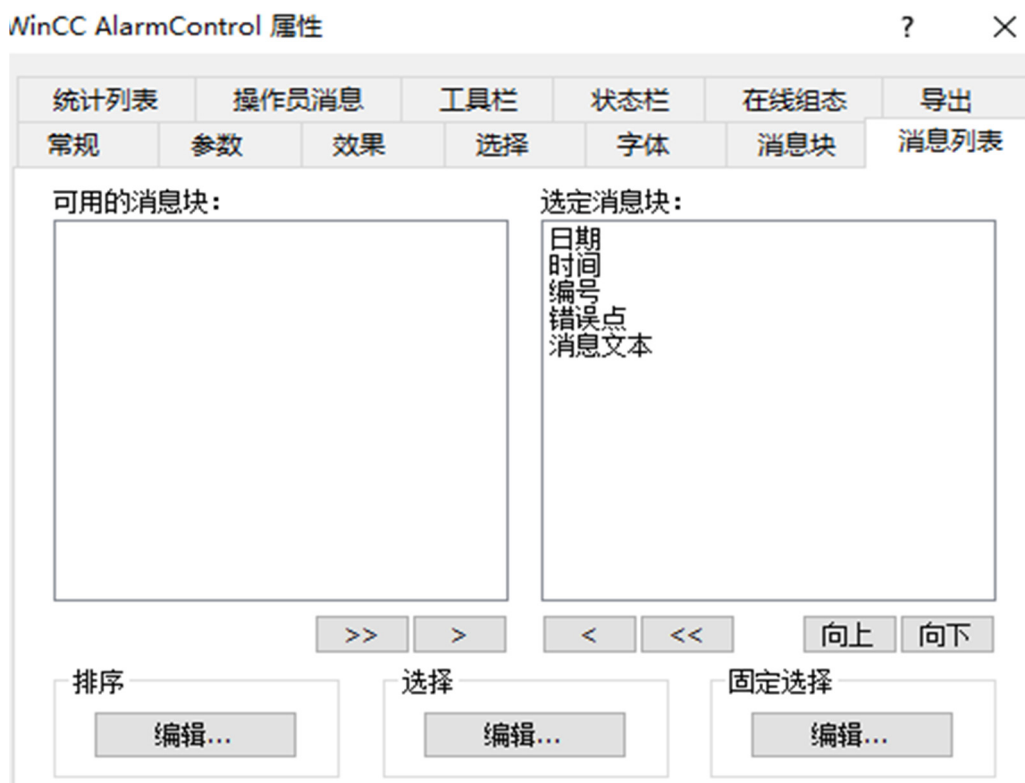 WinCC AlarmControl 属性 ?
统计列表 操作员消息 工具栏 状态栏 在线组态 导出
常规 参数 效果 选择 字体 消息块 消息列表
可用的消息块: 选定消息块:
日期
时间
编号
错误点
消息文本
>> > < << 向上 向下
排序 选择 固定选择
编辑... 编辑... 编辑...